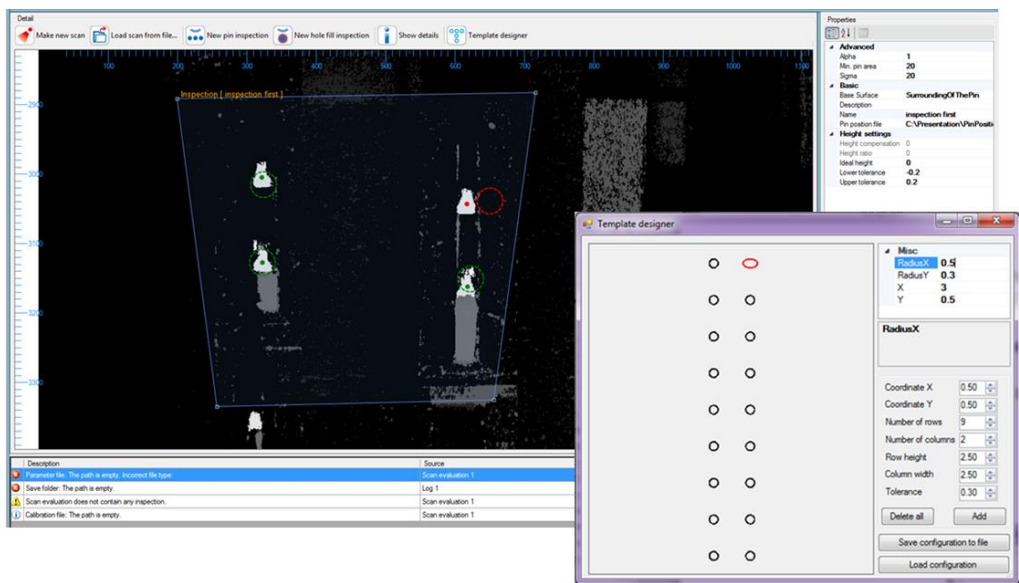 Detail
Make new scan Load scan from file... New pin inspection New hole fill inspection Show details Template designer
100 200 300 400 500 600 700 800 900 1000 1100
-2900
-3000
-3100
-3200
-3300
Inspection [ inspection first ]
Properties
Advanced
Alpha 1
Min. pin area 20
Sigma 20
Basic
Base Surface SurroundingOfThePin
Description
Name inspection first
Pin position file C:\Presentation\PinPositi
Height settings
Height compensation 0
Height ratio 0
Ideal height 0
Lower tolerance -0.2
Upper tolerance 0.2
Description Source
Parameter file: The path is empty. Incorrect file type. Scan evaluation 1
Save folder: The path is empty. Log 1
Scan evaluation does not contain any inspection. Scan evaluation 1
Calibration file: The path is empty. Scan evaluation 1
Template designer
Misc
RadiusX 0.5
RadiusY 0.3
X 3
Y 0.5
RadiusX
Coordinate X 0.50
Coordinate Y 0.50
Number of rows 9
Number of columns 2
Row height 2.50
Column width 2.50
Tolerance 0.30
Delete all Add
Save configuration to file
Load configuration